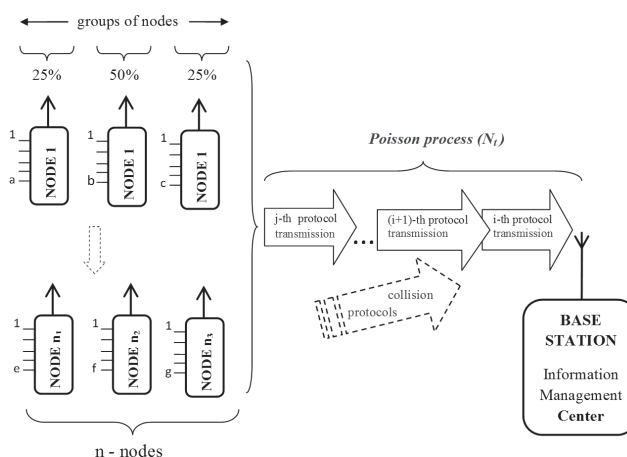 groups of nodes
25% 50% 25%
1 NODE 1 a
1 NODE 1 b
1 NODE 1 c
Poisson process (Nt)
j-th protocol
transmission
...
(i+1)-th protocol
transmission
i-th protocol
transmission
collision
protocols
1 NODE n1 e
1 NODE n2 f
1 NODE n3 g
BASE
STATION
Information
Management
Center
n - nodes